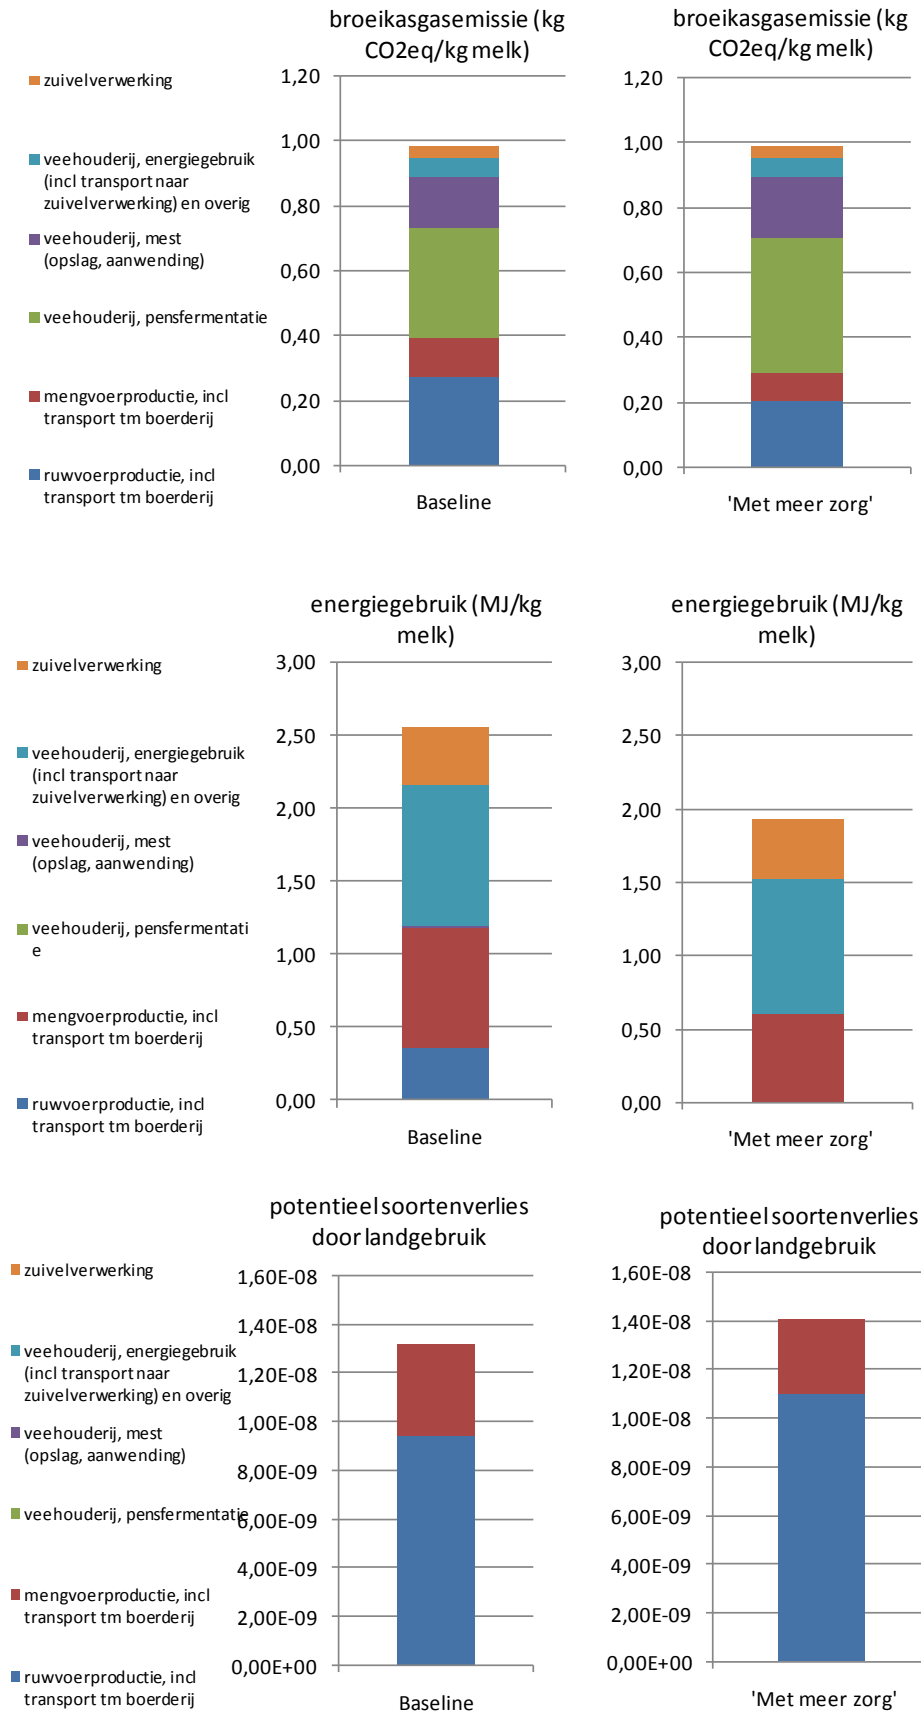 broeikasgasemissie (kg
CO2eq/kg melk)
zuivelverwerking
veehouderij, energiegebruik
(incl transport naar
zuivelverwerking) en overig
veehouderij, mest
(opslag, aanwending)
veehouderij, pensfermentatie
mengvoerproductie, incl
transport tm boerderij
ruwvoerproductie, incl
transport tm boerderij
1,20
1,00
0,80
0,60
0,40
0,20
0,00
Baseline
broeikasgasemissie (kg
CO2eq/kg melk)
1,20
1,00
0,80
0,60
0,40
0,20
0,00
'Met meer zorg'
energiegebruik (MJ/kg
melk)
zuivelverwerking
veehouderij, energiegebruik
(incl transport naar
zuivelverwerking) en overig
veehouderij, mest
(opslag, aanwending)
veehouderij, pensfermentati
e
mengvoerproductie, incl
transport tm boerderij
ruwvoerproductie, incl
transport tm boerderij
3,00
2,50
2,00
1,50
1,00
0,50
0,00
Baseline
energiegebruik (MJ/kg
melk)
3,00
2,50
2,00
1,50
1,00
0,50
0,00
'Met meer zorg'
potentieel soortenverlies
door landgebruik
zuivelverwerking
veehouderij, energiegebruik
(incl transport naar
zuivelverwerking) en overig
veehouderij, mest
(opslag, aanwending)
veehouderij, pensfermentatie
mengvoerproductie, incl
transport tm boerderij
ruwvoerproductie, incl
transport tm boerderij
1,60E-08
1,40E-08
1,20E-08
1,00E-08
8,00E-09
6,00E-09
4,00E-09
2,00E-09
0,00E+00
Baseline
potentieel soortenverlies
door landgebruik
1,60E-08
1,40E-08
1,20E-08
1,00E-08
8,00E-09
6,00E-09
4,00E-09
2,00E-09
0,00E+00
'Met meer zorg'